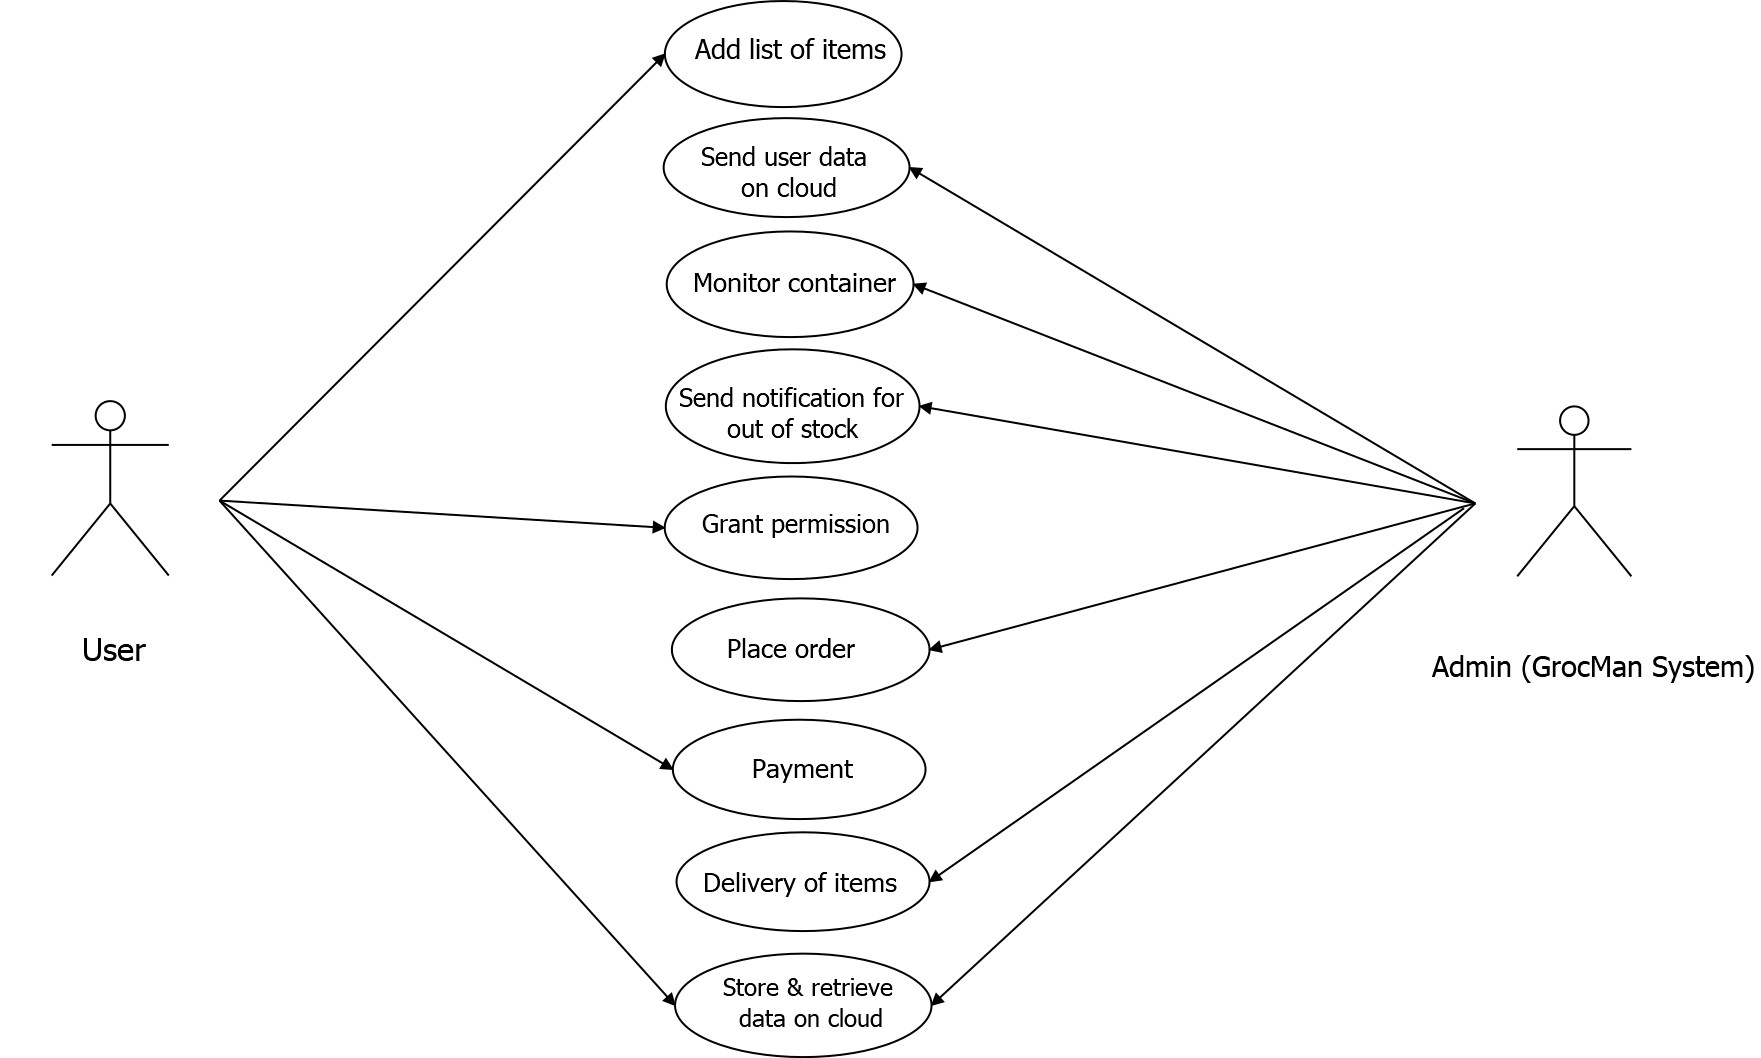 Add list of items
Send user data
on cloud
Monitor container
Send notification for
out of stock
Grant permission
Place order
Payment
Delivery of items
Store & retrieve
data on cloud
User
Admin (GrocMan System)